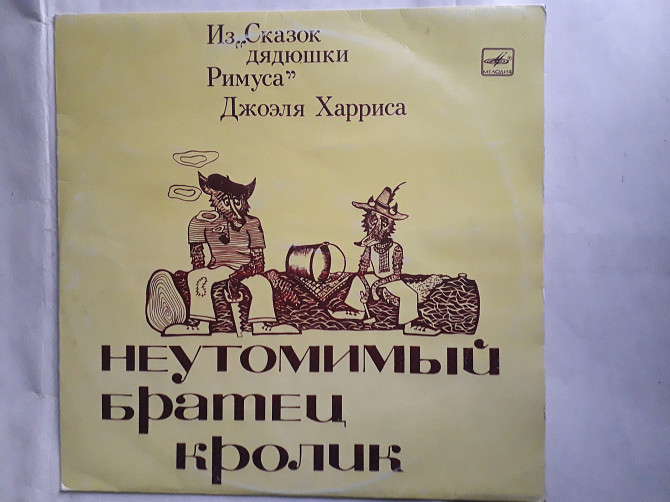 Из „Сказок
дядюшки
Римуса”
Джоэля Харриса
МЕЛОДИЯ
НЕУТОМИМЫЙ
БРАТЕЦ
КРОЛИК